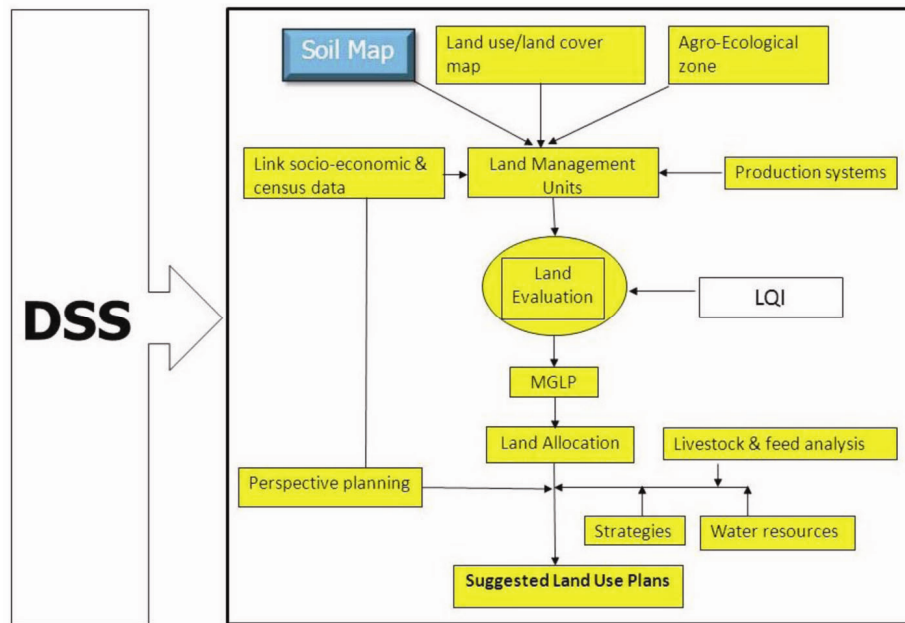 DSS
Soil Map
Land use/land cover
map
Agro-Ecological
zone
Link socio-economic &
census data
Land Management
Units
Production systems
Land
Evaluation
LQI
MGLP
Land Allocation
Livestock & feed analysis
Perspective planning
Strategies
Water resources
Suggested Land Use Plans